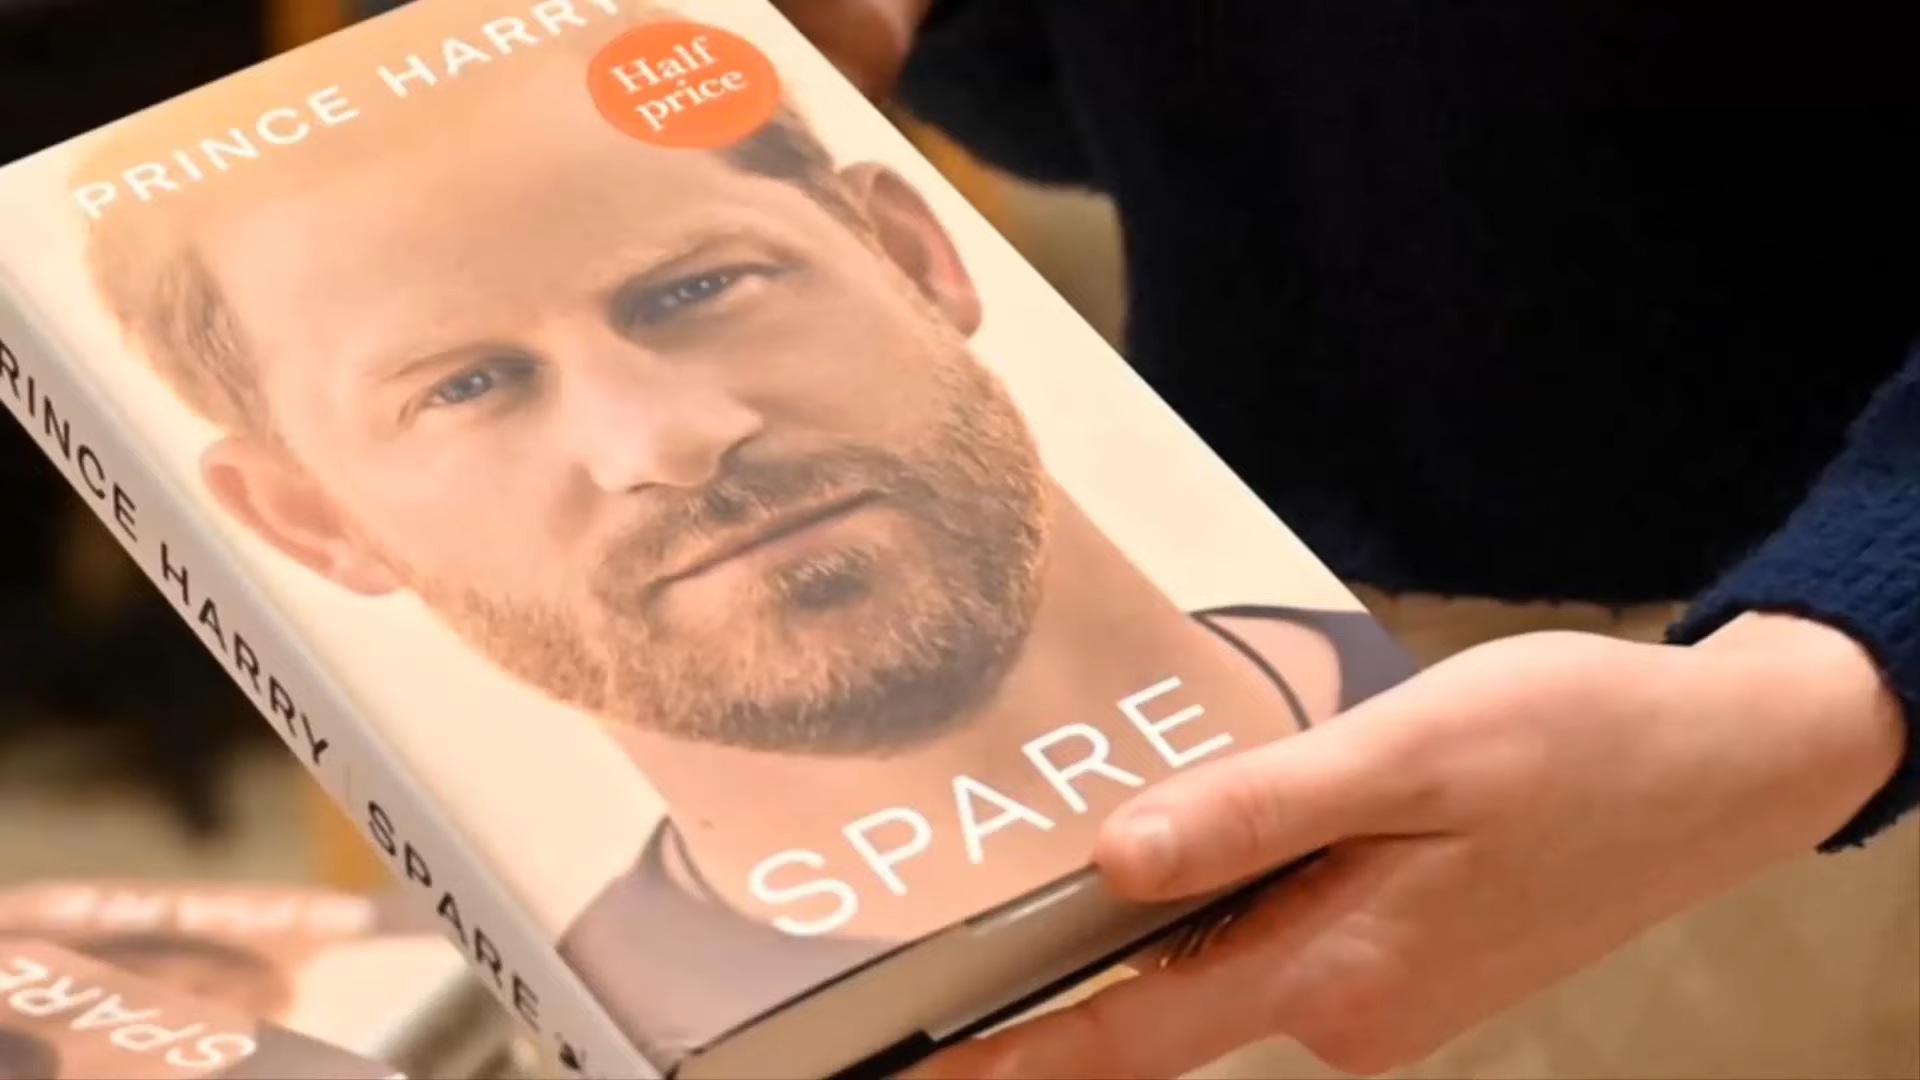 PRINCE HARRY
Half
price
SPARE
PRINCE HARRY | SPARE
SPARE